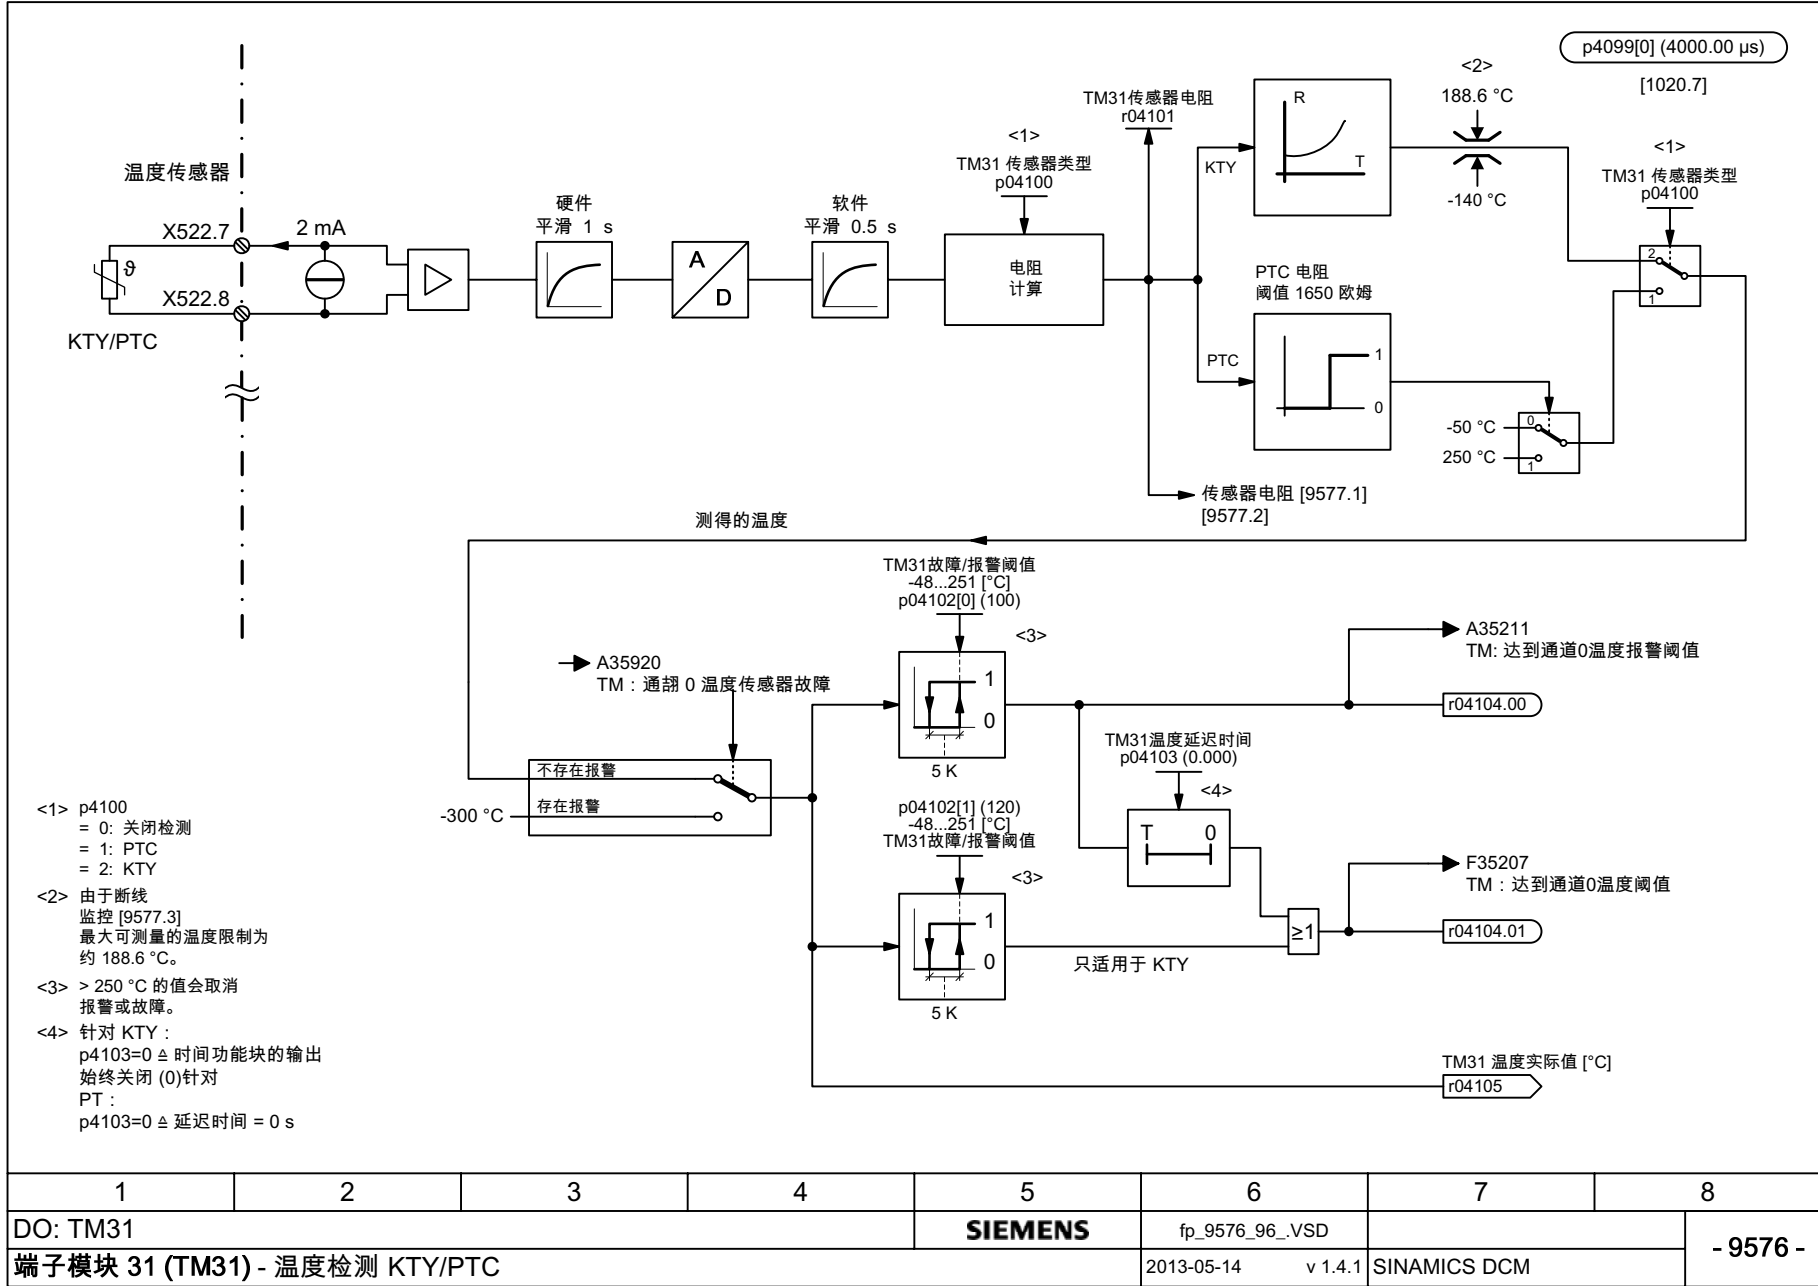 p4099[0] (4000.00 µs)
[1020.7]
<2>
188.6 °C
-140 °C
TM31传感器电阻
r04101
<1>
TM31 传感器类型
p04100
<1>
TM31 传感器类型
p04100
温度传感器
X522.7
2 mA
X522.8
ϑ
KTY/PTC
硬件
平滑 1 s
A
D
软件
平滑 0.5 s
电阻
计算
KTY
R
T
2
1
PTC 电阻
阈值 1650 欧姆
PTC
1
0
-50 °C
250 °C
0
1
传感器电阻 [9577.1]
[9577.2]
测得的温度
TM31故障/报警阈值
-48...251 [°C]
p04102[0] (100)
<3>
1
0
5 K
A35920
TM：通翮 0 温度传感器故障
不存在报警
存在报警
-300 °C
A35211
TM: 达到通道0温度报警阈值
r04104.00
TM31温度延迟时间
p04103 (0.000)
<4>
T 0
p04102[1] (120)
-48...251 [°C]
TM31故障/报警阈值
<3>
1
0
5 K
只适用于 KTY
≥1
F35207
TM：达到通道0温度阈值
r04104.01
TM31 温度实际值 [°C]
r04105
<1> p4100
= 0: 关闭检测
= 1: PTC
= 2: KTY
<2> 由于断线
监控 [9577.3]
最大可测量的温度限制为
约 188.6 °C。
<3> > 250 °C 的值会取消
报警或故障。
<4> 针对 KTY：
p4103=0 ≙ 时间功能块的输出
始终关闭 (0)针对
PT：
p4103=0 ≙ 延迟时间 = 0 s
1 2 3 4 5 6 7 8
DO: TM31
SIEMENS
fp_9576_96_.VSD
- 9576 -
端子模块 31 (TM31) - 温度检测 KTY/PTC
2013-05-14 v 1.4.1
SINAMICS DCM